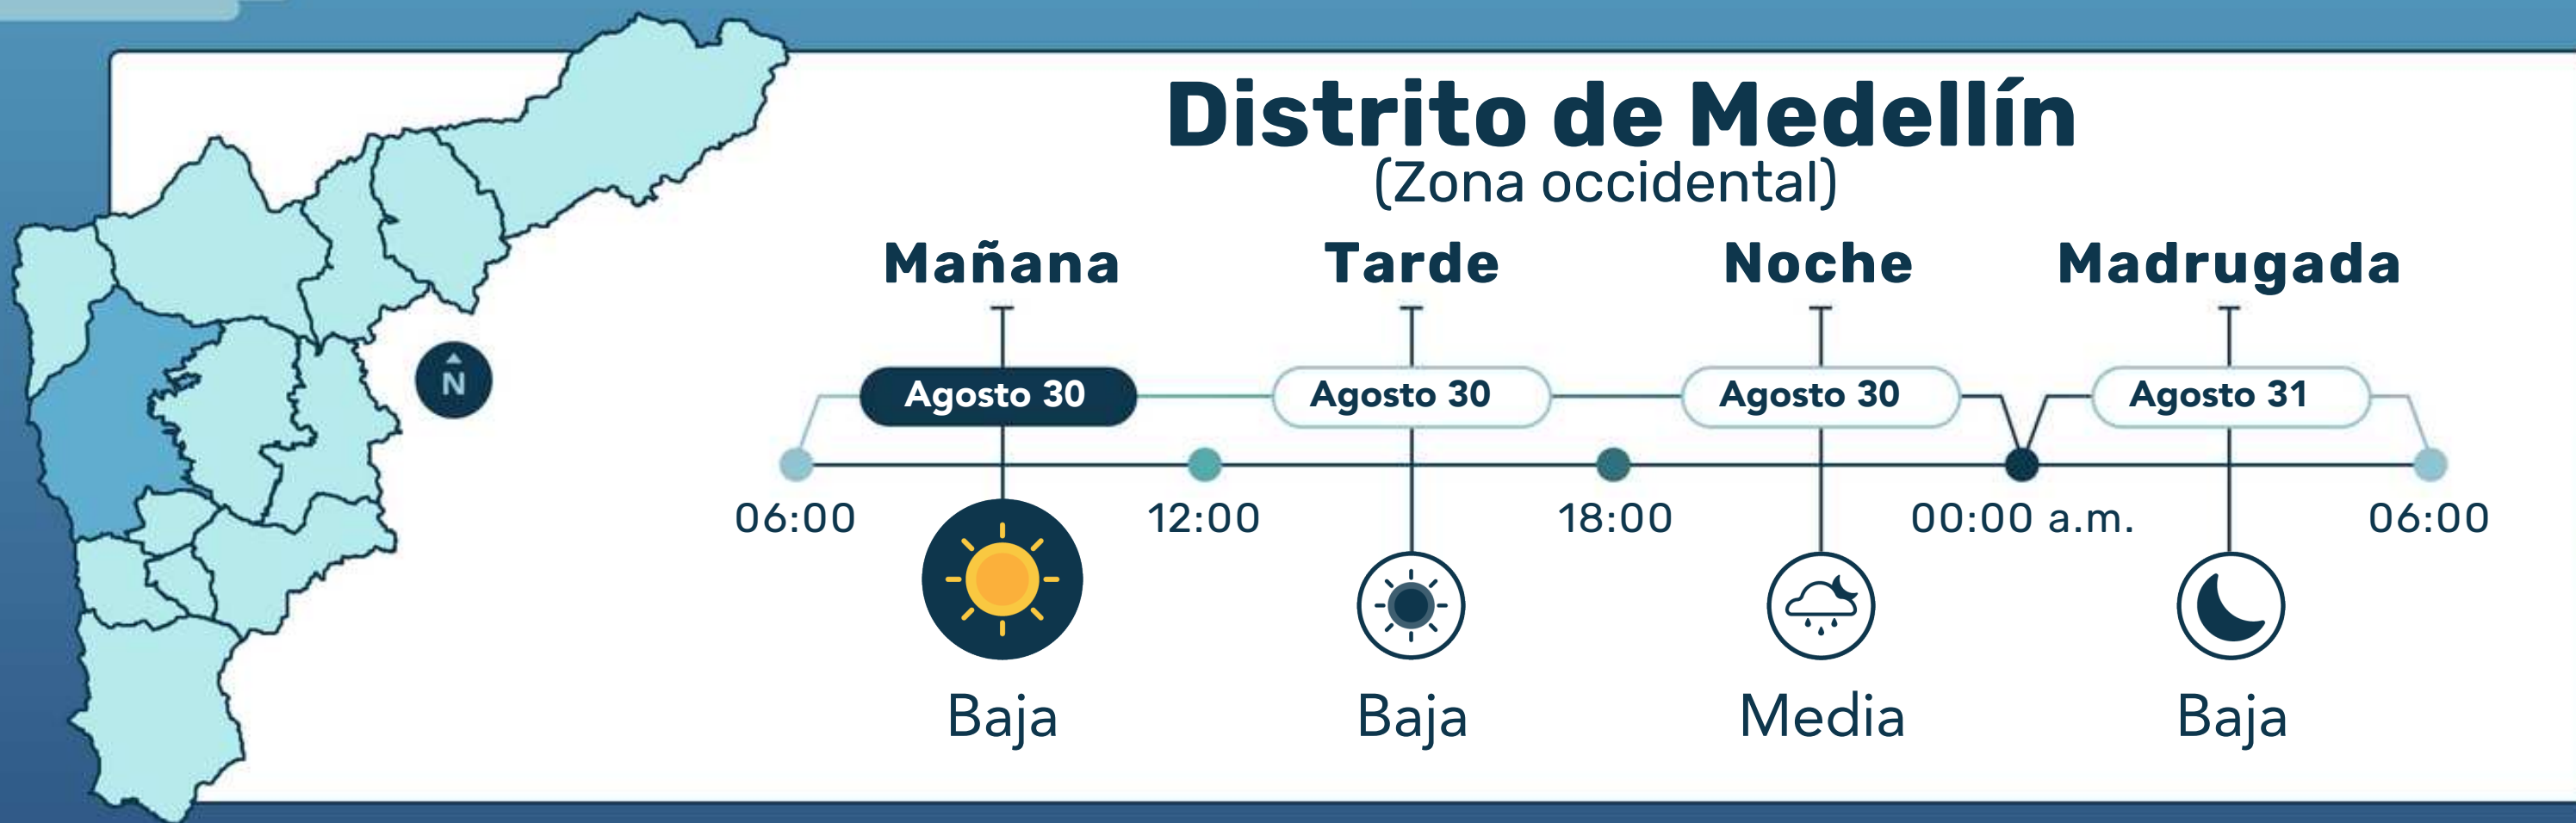 Distrito de Medellín
(Zona occidental)
Mañana Tarde Noche Madrugada
N
Agosto 30 Agosto 30 Agosto 30 Agosto 31
06:00 12:00 18:00 00:00 a.m. 06:00
Baja Baja Media Baja